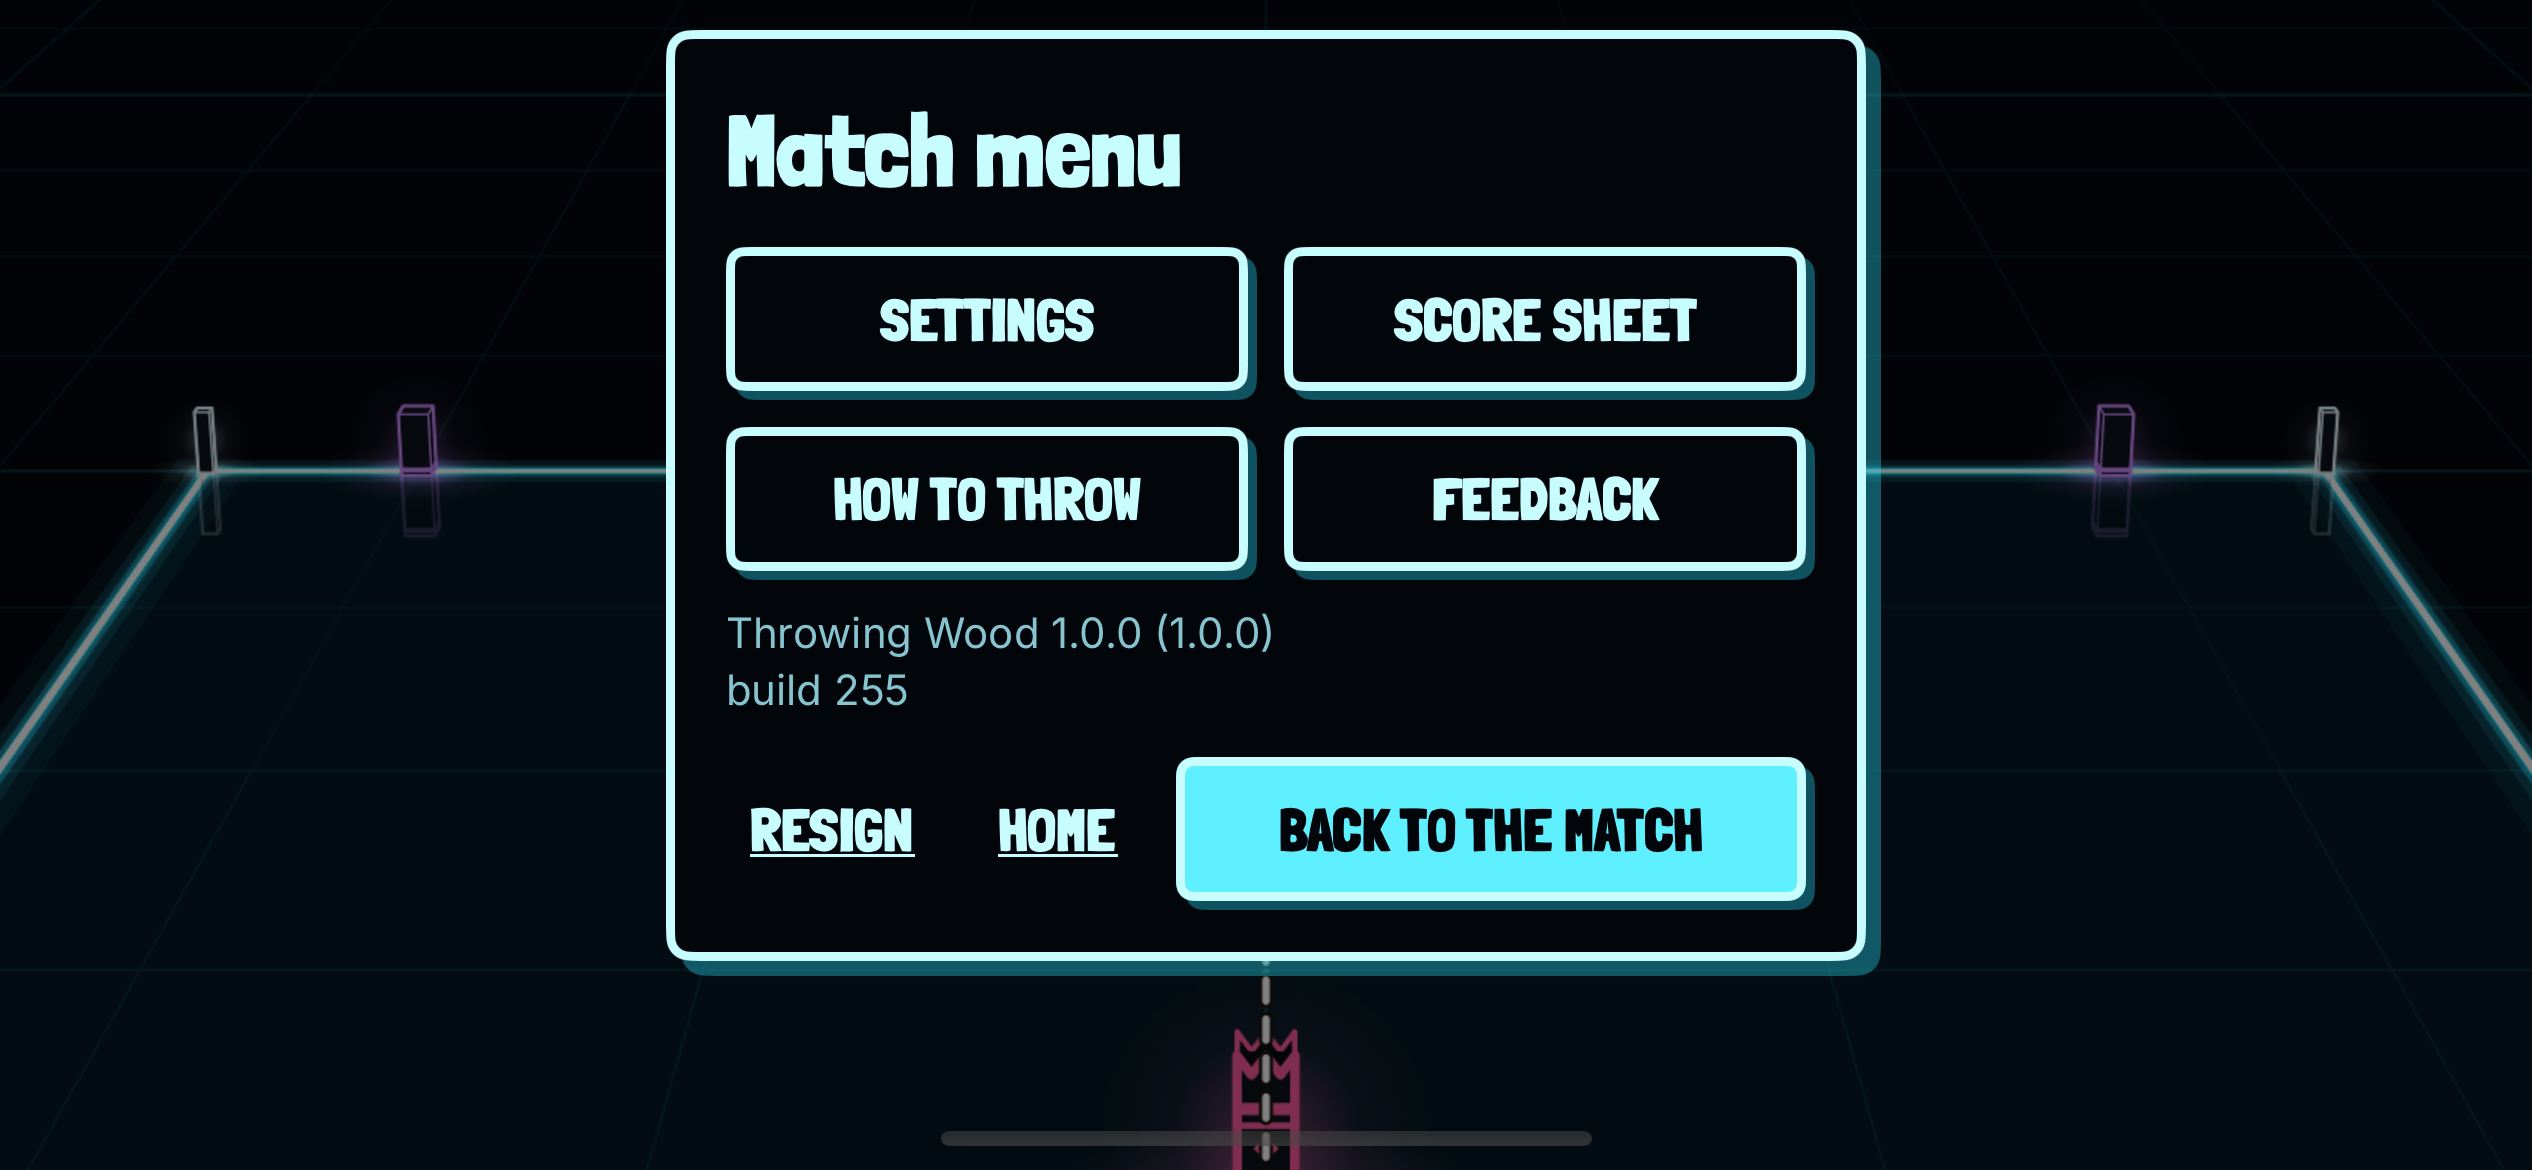 Match menu
SETTINGS
SCORE SHEET
HOW TO THROW
FEEDBACK
Throwing Wood 1.0.0 (1.0.0)
build 255
RESIGN
HOME
BACK TO THE MATCH